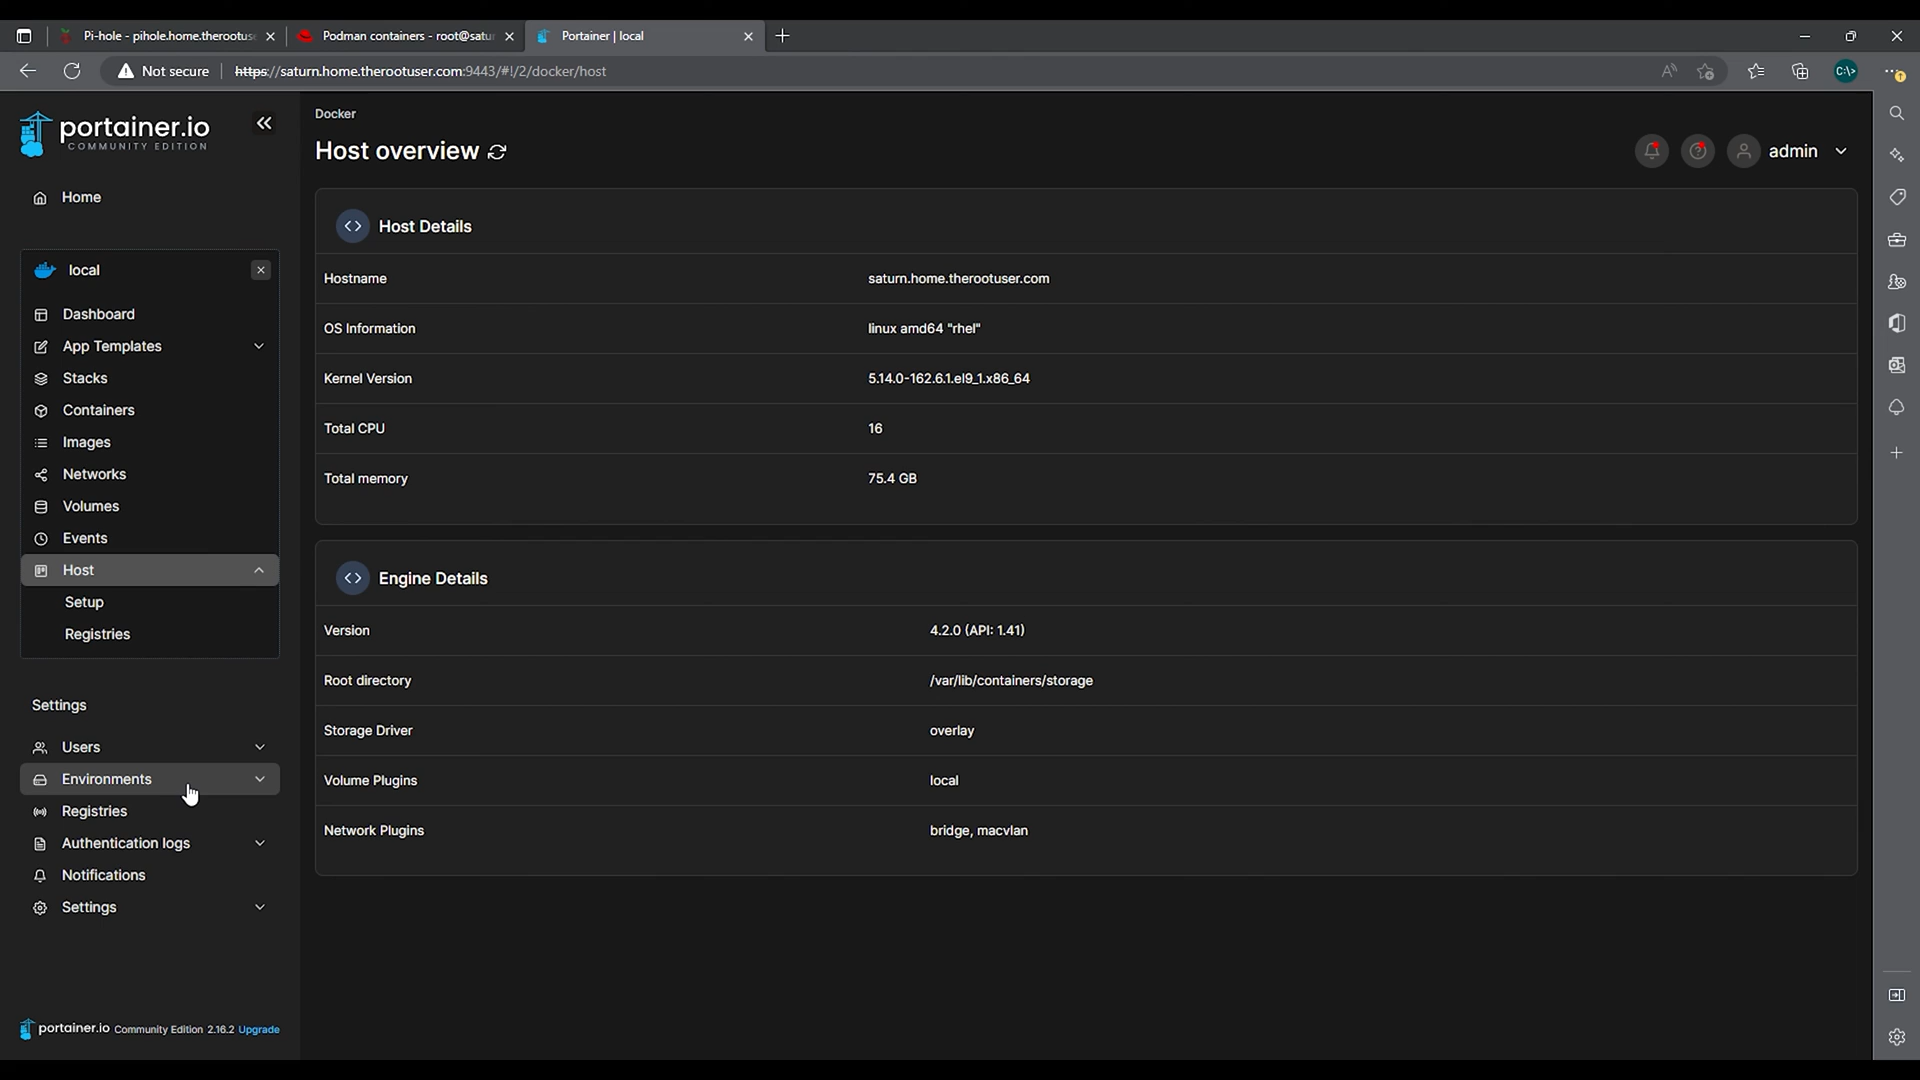 Pi-hole - pihole.home.therootuse
Podman containers - root@satu
Portainer | local
Not secure
https://saturn.home.therootuser.com:9443/#!/2/docker/host
C:\>
portainer.io
COMMUNITY EDITION
Home
local
Dashboard
App Templates
Stacks
Containers
Images
Networks
Volumes
Events
Host
Setup
Registries
Settings
Users
Environments
Registries
Authentication logs
Notifications
Settings
portainer.io Community Edition 2.16.2 Upgrade
Docker
Host overview
admin
Host Details
Hostname saturn.home.therootuser.com
OS Information linux amd64 "rhel"
Kernel Version 5.14.0-162.6.1.el9_1.x86_64
Total CPU 16
Total memory 75.4 GB
Engine Details
Version 4.2.0 (API: 1.41)
Root directory /var/lib/containers/storage
Storage Driver overlay
Volume Plugins local
Network Plugins bridge, macvlan